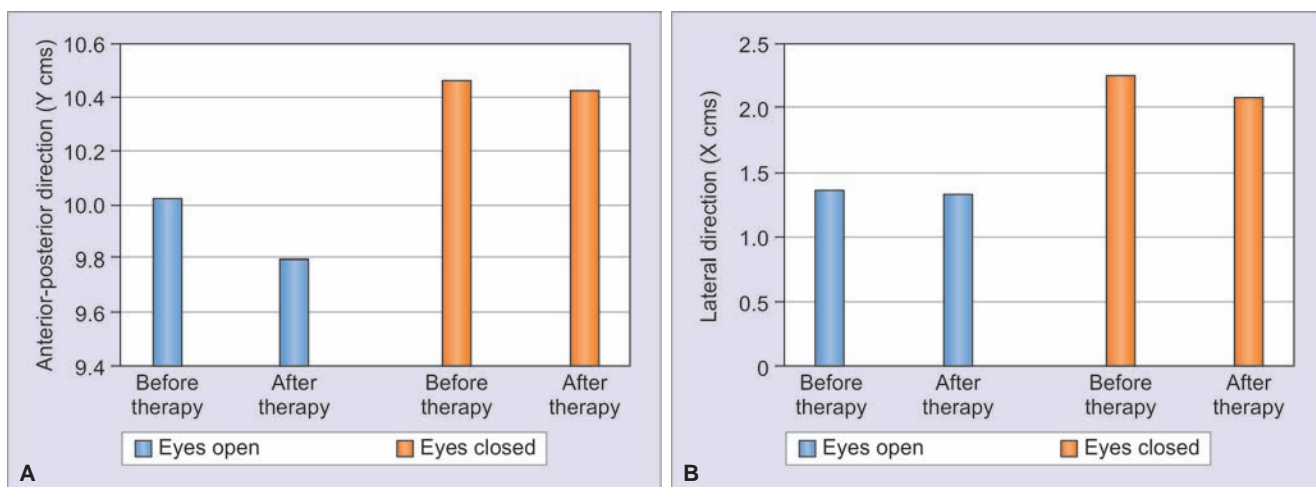 Anterior-posterior direction (Y cms)
10.6
10.4
10.2
10.0
9.8
9.6
9.4
Before therapy
After therapy
Before therapy
After therapy
Eyes open
Eyes closed
A
Lateral direction (X cms)
2.5
2.0
1.5
1.0
0.5
0
Before therapy
After therapy
Before therapy
After therapy
Eyes open
Eyes closed
B